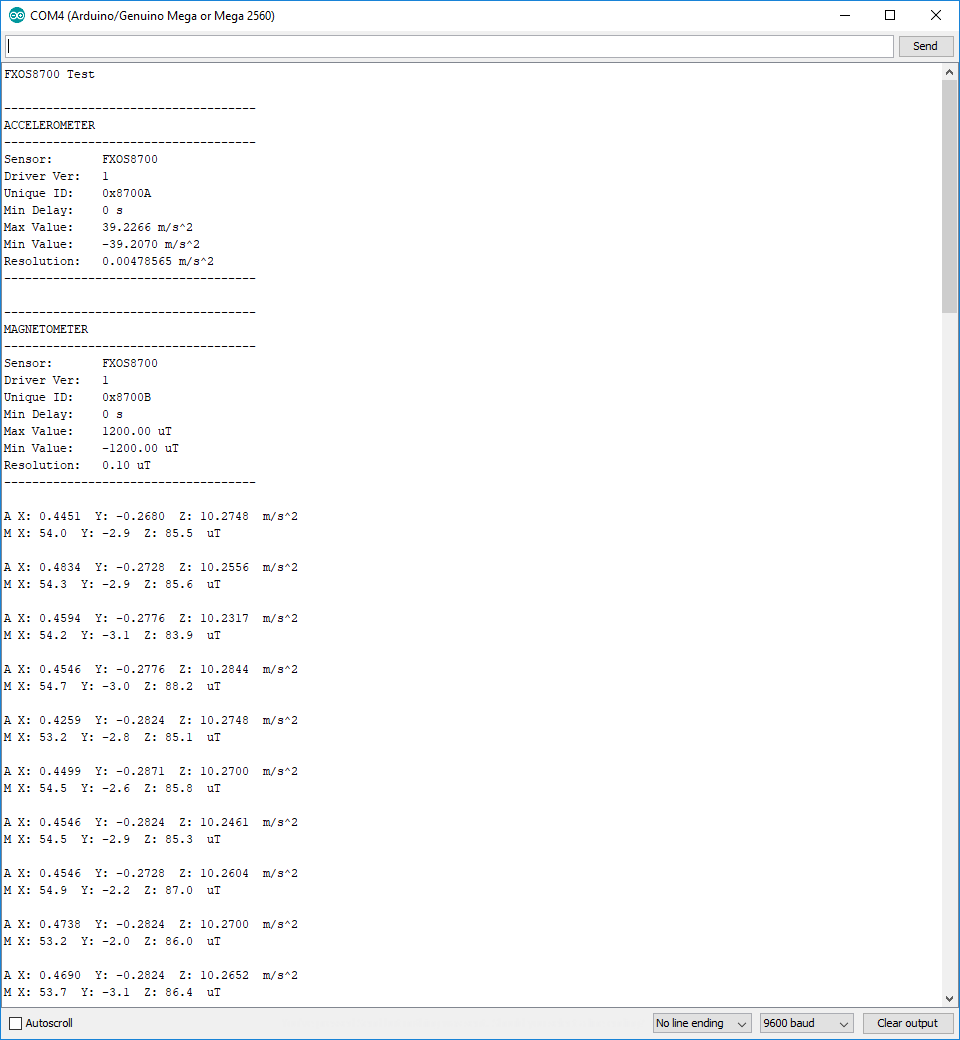 COM4 (Arduino/Genuino Mega or Mega 2560)
Send
FXOS8700 Test
------------------------------------
ACCELEROMETER
------------------------------------
Sensor:       FXOS8700
Driver Ver:   1
Unique ID:    0x8700A
Min Delay:    0 s
Max Value:    39.2266 m/s^2
Min Value:    -39.2070 m/s^2
Resolution:   0.00478565 m/s^2
------------------------------------
------------------------------------
MAGNETOMETER
------------------------------------
Sensor:       FXOS8700
Driver Ver:   1
Unique ID:    0x8700B
Min Delay:    0 s
Max Value:    1200.00 uT
Min Value:    -1200.00 uT
Resolution:   0.10 uT
------------------------------------
A X: 0.4451  Y: -0.2680  Z: 10.2748  m/s^2
M X: 54.0  Y: -2.9  Z: 85.5  uT
A X: 0.4834  Y: -0.2728  Z: 10.2556  m/s^2
M X: 54.3  Y: -2.9  Z: 85.6  uT
A X: 0.4594  Y: -0.2776  Z: 10.2317  m/s^2
M X: 54.2  Y: -3.1  Z: 83.9  uT
A X: 0.4546  Y: -0.2776  Z: 10.2844  m/s^2
M X: 54.7  Y: -3.0  Z: 88.2  uT
A X: 0.4259  Y: -0.2824  Z: 10.2748  m/s^2
M X: 53.2  Y: -2.8  Z: 85.1  uT
A X: 0.4499  Y: -0.2871  Z: 10.2700  m/s^2
M X: 54.5  Y: -2.6  Z: 85.8  uT
A X: 0.4546  Y: -0.2824  Z: 10.2461  m/s^2
M X: 54.5  Y: -2.9  Z: 85.3  uT
A X: 0.4546  Y: -0.2728  Z: 10.2604  m/s^2
M X: 54.9  Y: -2.2  Z: 87.0  uT
A X: 0.4738  Y: -0.2824  Z: 10.2700  m/s^2
M X: 53.2  Y: -2.0  Z: 86.0  uT
A X: 0.4690  Y: -0.2824  Z: 10.2652  m/s^2
M X: 53.7  Y: -3.1  Z: 86.4  uT
Autoscroll
No line ending
9600 baud
Clear output